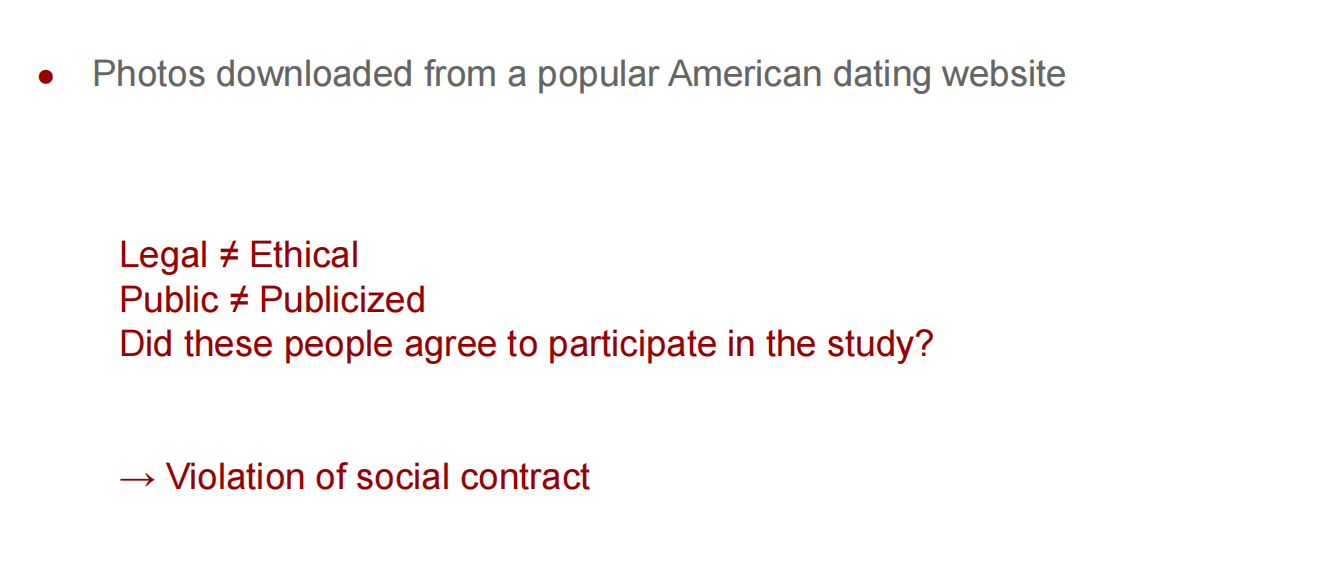 ● Photos downloaded from a popular American dating website
Legal ≠ Ethical
Public ≠ Publicized
Did these people agree to participate in the study?
→ Violation of social contract